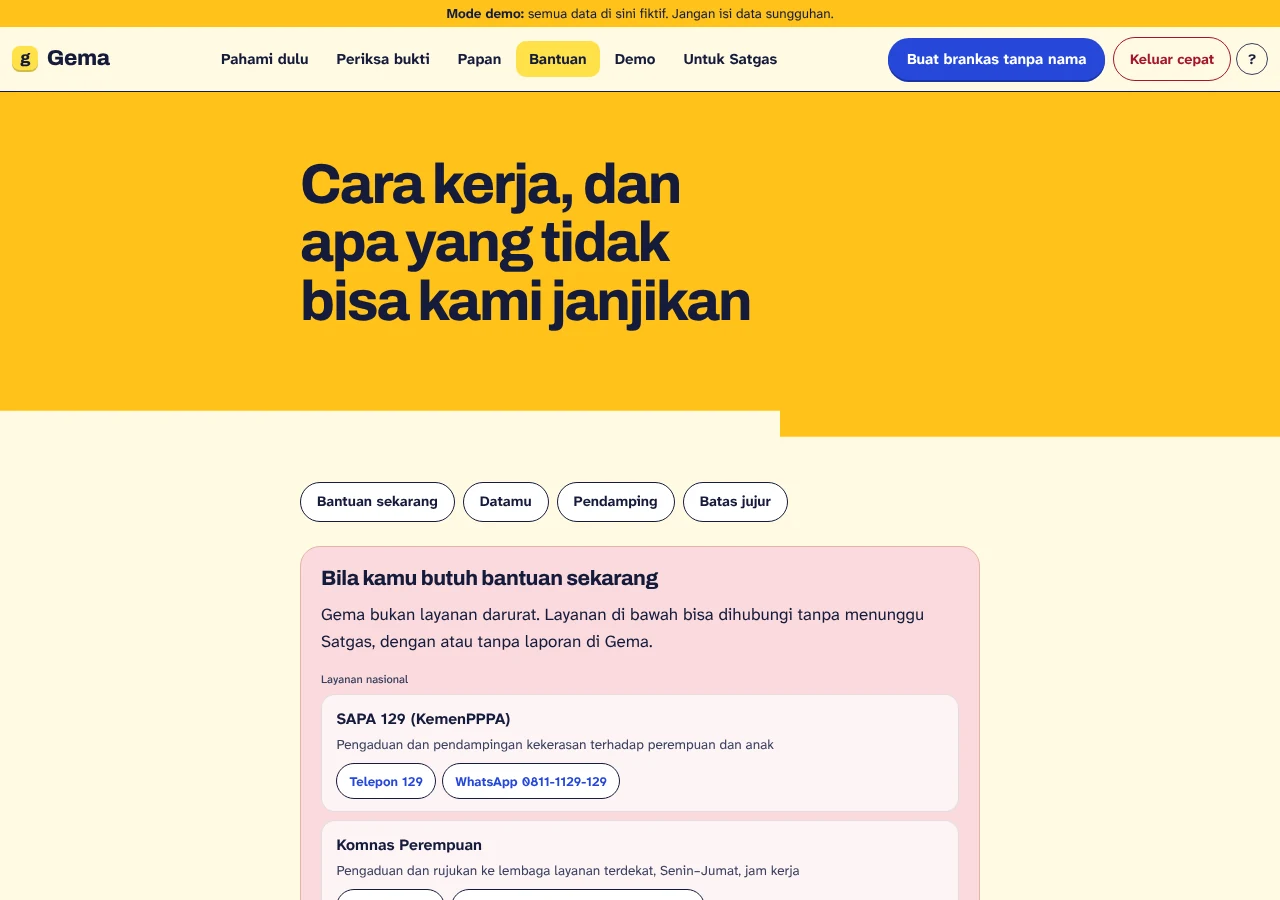 Mode demo: semua data di sini fiktif. Jangan isi data sungguhan.
g Gema
Pahami dulu
Periksa bukti
Papan
Bantuan
Demo
Untuk Satgas
Buat brankas tanpa nama
Keluar cepat
?
Cara kerja, dan
apa yang tidak
bisa kami janjikan
Bantuan sekarang
Datamu
Pendamping
Batas jujur
Bila kamu butuh bantuan sekarang
Gema bukan layanan darurat. Layanan di bawah bisa dihubungi tanpa menunggu
Satgas, dengan atau tanpa laporan di Gema.
Layanan nasional
SAPA 129 (KemenPPPA)
Pengaduan dan pendampingan kekerasan terhadap perempuan dan anak
Telepon 129
WhatsApp 0811-1129-129
Komnas Perempuan
Pengaduan dan rujukan ke lembaga layanan terdekat, Senin–Jumat, jam kerja